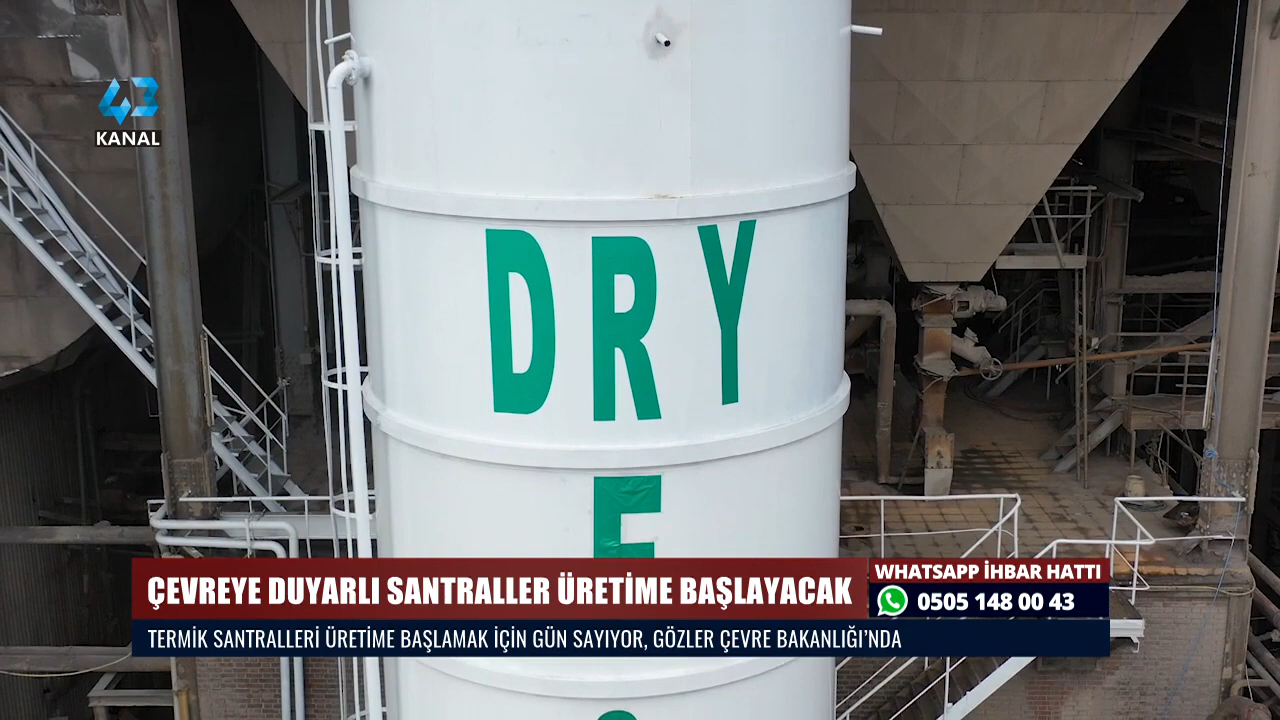 43
KANAL
DRY
F
ÇEVREYE DUYARLI SANTRALLER ÜRETİME BAŞLAYACAK
WHATSAPP İHBAR HATTI
0505 148 00 43
TERMİK SANTRALLERİ ÜRETİME BAŞLAMAK İÇİN GÜN SAYIYOR, GÖZLER ÇEVRE BAKANLIĞI'NDA